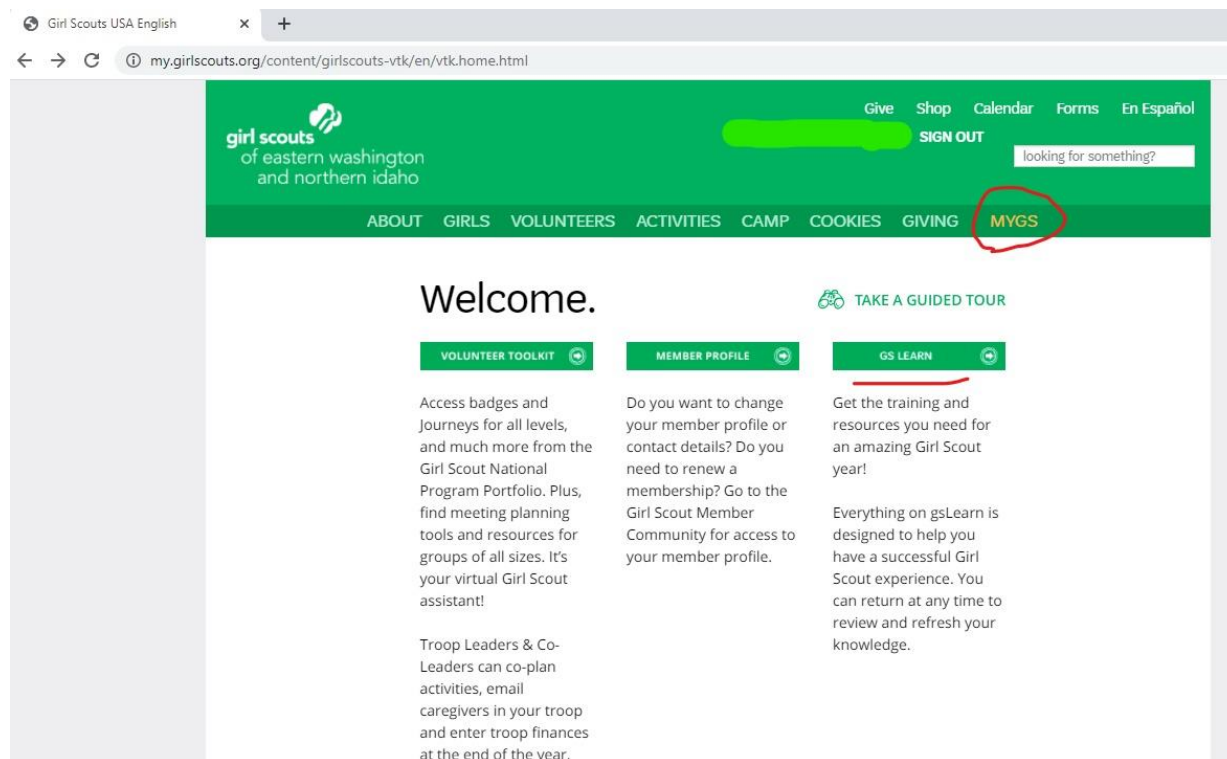 Girl Scouts USA English
my.girlscouts.org/content/girlscouts-vtk/en/vtk.home.html
Give Shop Calendar Forms En Español
SIGN OUT
looking for something?
girl scouts
of eastern washington
and northern idaho
ABOUT GIRLS VOLUNTEERS ACTIVITIES CAMP COOKIES GIVING MYGS
Welcome.
TAKE A GUIDED TOUR
VOLUNTEER TOOLKIT
Access badges and
Journeys for all levels,
and much more from the
Girl Scout National
Program Portfolio. Plus,
find meeting planning
tools and resources for
groups of all sizes. It's
your virtual Girl Scout
assistant!
Troop Leaders & Co-
Leaders can co-plan
activities, email
caregivers in your troop
and enter troop finances
at the end of the year.
MEMBER PROFILE
Do you want to change
your member profile or
contact details? Do you
need to renew a
membership? Go to the
Girl Scout Member
Community for access to
your member profile.
GS LEARN
Get the training and
resources you need for
an amazing Girl Scout
year!
Everything on gsLearn is
designed to help you
have a successful Girl
Scout experience. You
can return at any time to
review and refresh your
knowledge.